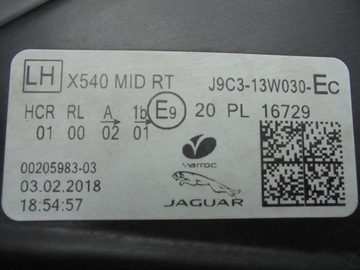 LH X540 MID RT J9C3-13W030-EC
HCR RL A 1b E9 20 PL 16729
01 00 02 01
00205983-03
03.02.2018
18:54:57
varroc
JAGUAR